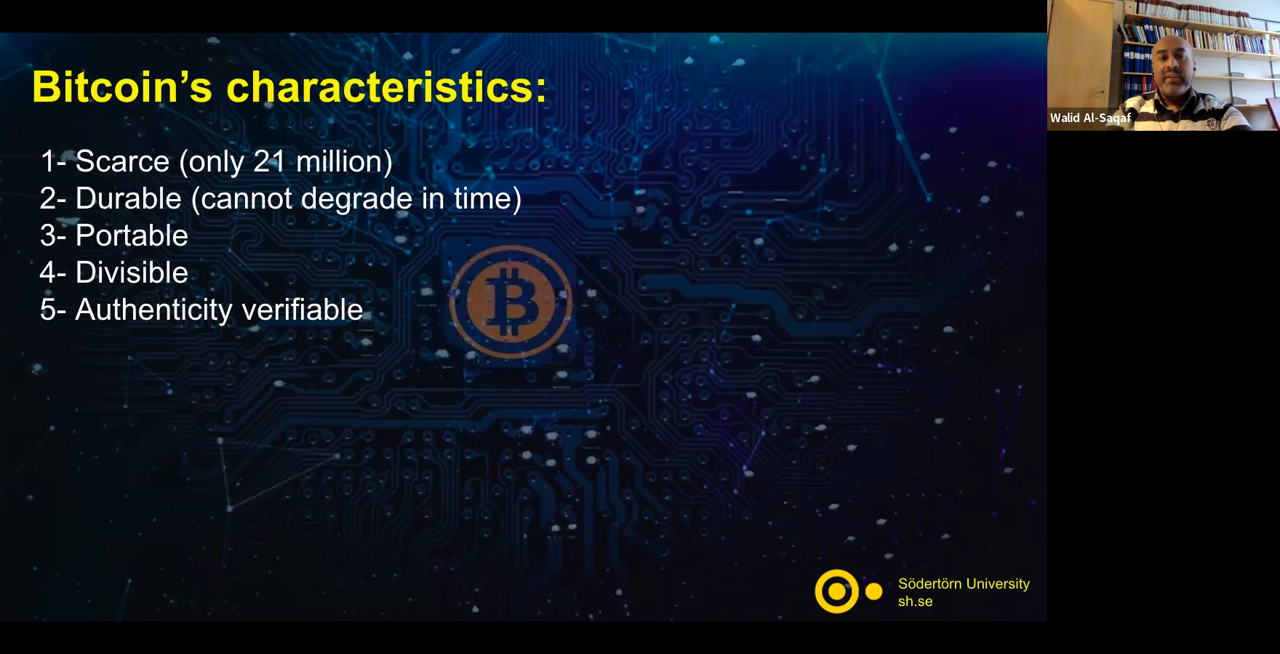 Bitcoin’s characteristics:
1- Scarce (only 21 million)
2- Durable (cannot degrade in time)
3- Portable
4- Divisible
5- Authenticity verifiable
Södertörn University
sh.se
Walid Al-Saqaf